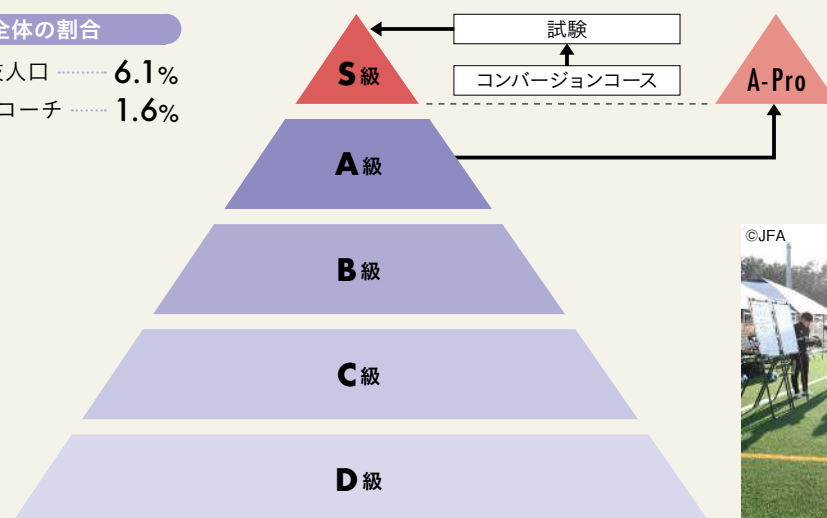 全体の割合
技人口 6.1%
コーチ 1.6%
試験
コンバージョンコース
S級
A-Pro
A級
B級
C級
D級
©JFA